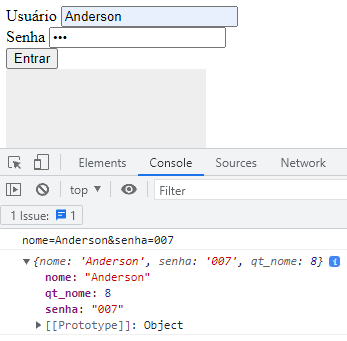 Usuário Anderson
Senha •••
Entrar
Elements Console Sources Network
top Filter
1 Issue: 1
nome=Anderson&senha=007
{nome: 'Anderson', senha: '007', qt_nome: 8} i
nome: "Anderson"
qt_nome: 8
senha: "007"
[[Prototype]]: Object